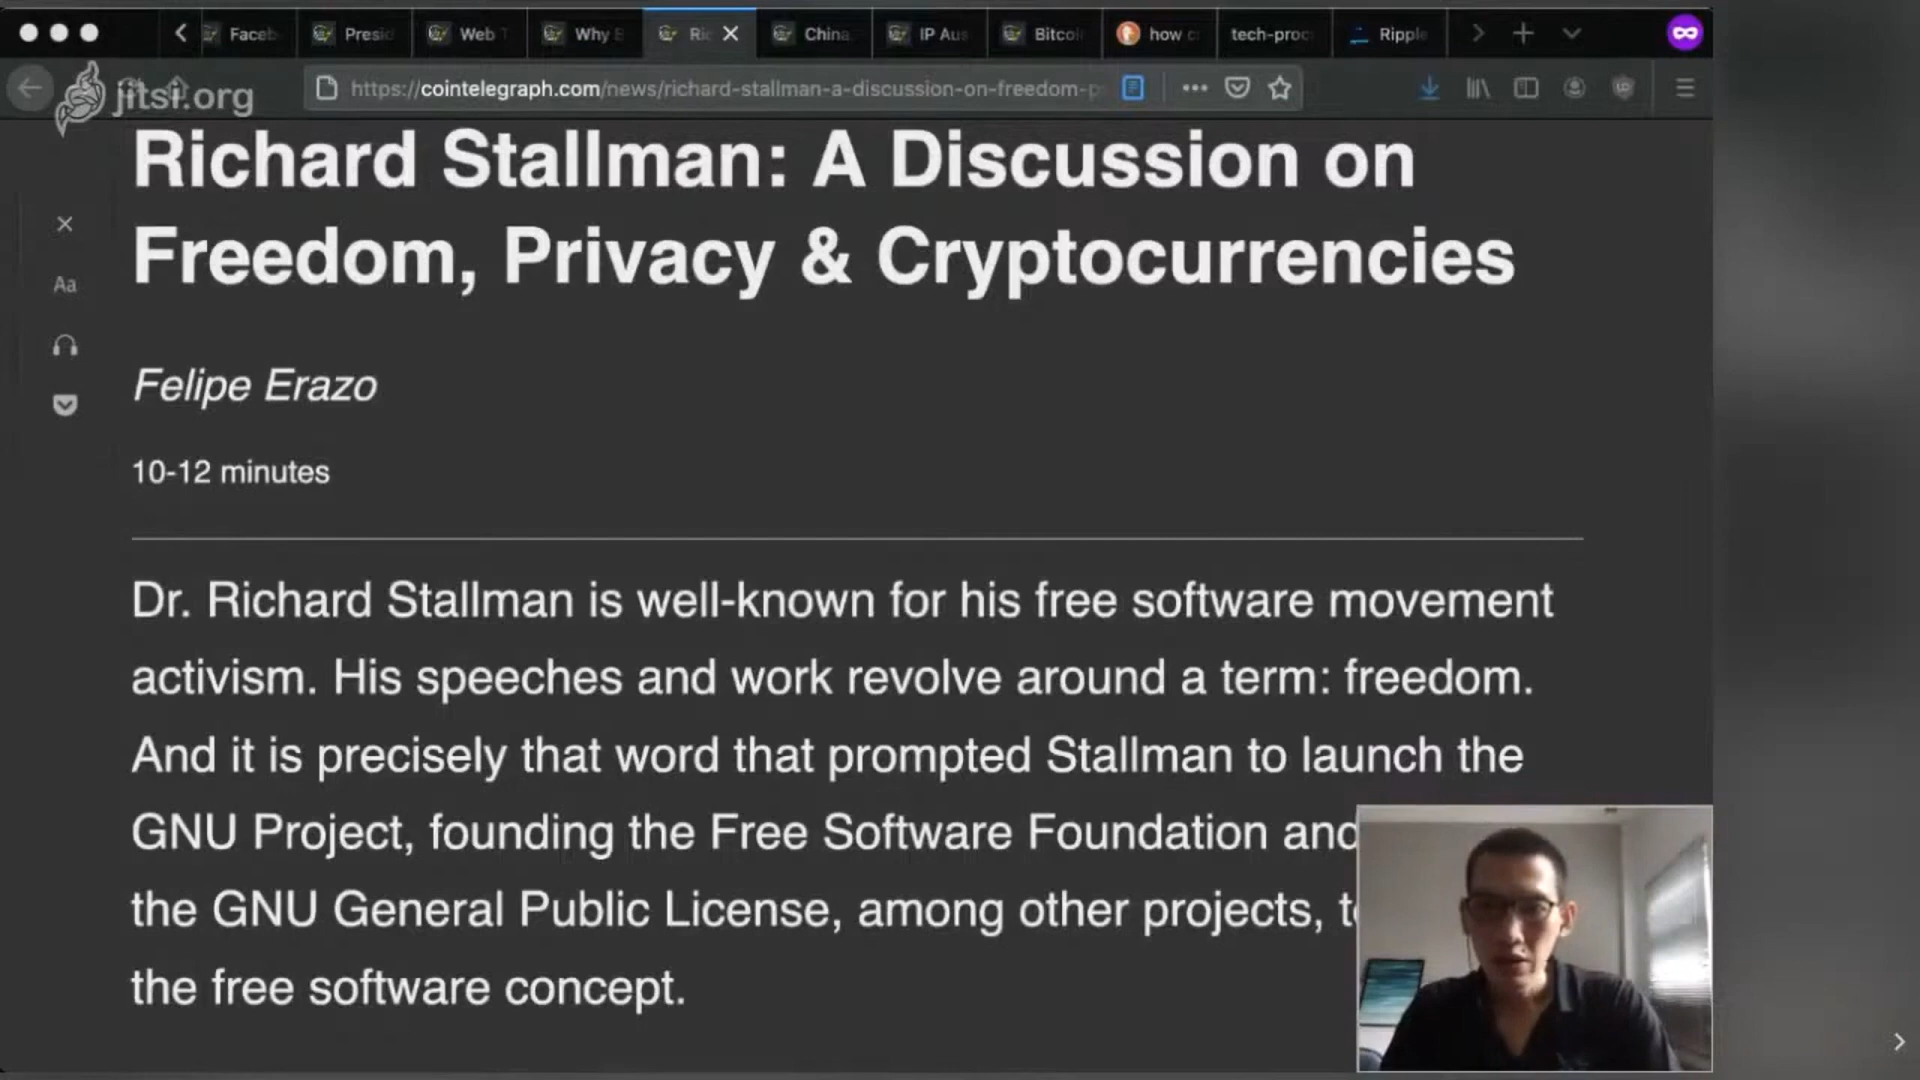 Faceb
Presid
Web T
Why B
Ric
China
IP Aus
Bitcoi
how c
tech-proc
Ripple
jitsi.org
https://cointelegraph.com/news/richard-stallman-a-discussion-on-freedom-p
Richard Stallman: A Discussion on
Freedom, Privacy & Cryptocurrencies
Aa
Felipe Erazo
10-12 minutes
Dr. Richard Stallman is well-known for his free software movement
activism. His speeches and work revolve around a term: freedom.
And it is precisely that word that prompted Stallman to launch the
GNU Project, founding the Free Software Foundation and
the GNU General Public License, among other projects, t
the free software concept.